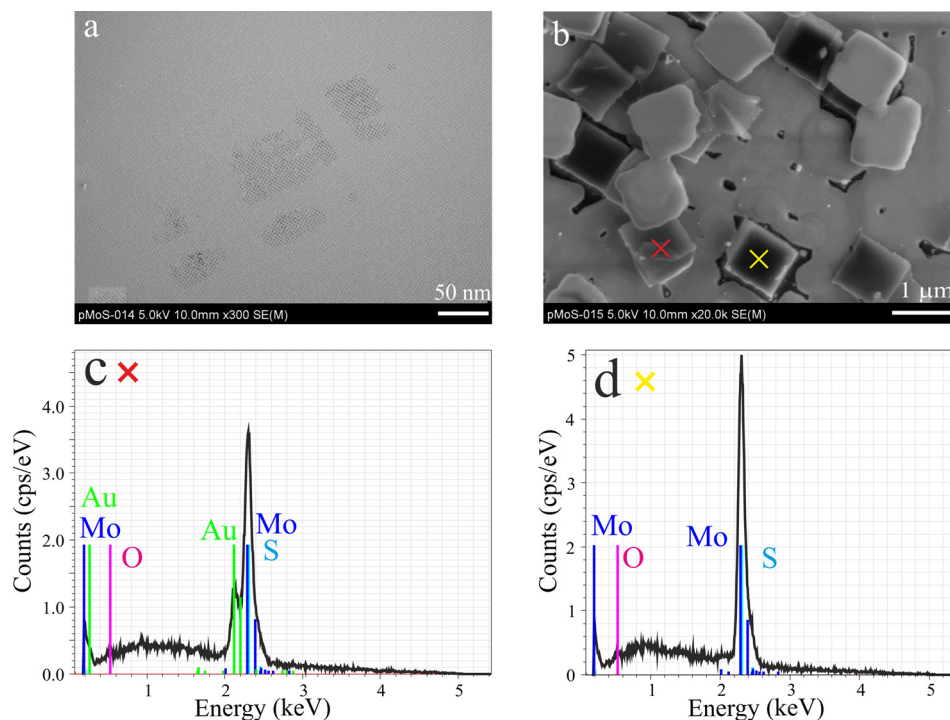 a
50 nm
pMoS-014 5.0kV 10.0mm x300 SE(M)
b
1 μm
pMoS-015 5.0kV 10.0mm x20.0k SE(M)
c
Counts (cps/eV)
4.0
3.0
2.0
1.0
0.0
Au
Mo
O
Au
Mo
S
1 2 3 4 5
Energy (keV)
d
Counts (cps/eV)
5
4
3
2
1
0
Mo
O
Mo
S
1 2 3 4 5
Energy (keV)